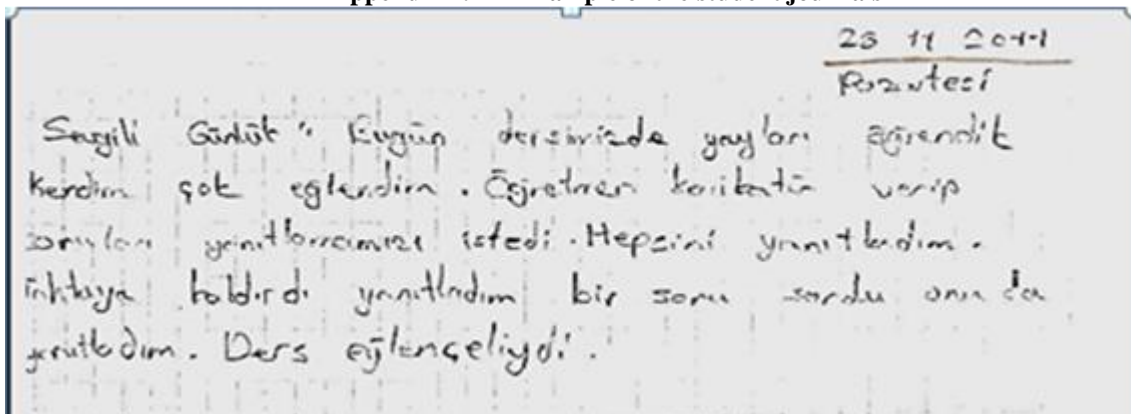 23 11 2011
Pazartesi
Sevgili Günlük " Bugün dersimizde yayları öğrendik
kendim çok eğlendim. Öğretmen karikatür verip
soruları yanıtlamamızı istedi. Hepsini yanıtladım.
tahtaya kaldırdı yanıtladım bir soru sordu onu da
yanıtladım. Ders eğlenceliydi.